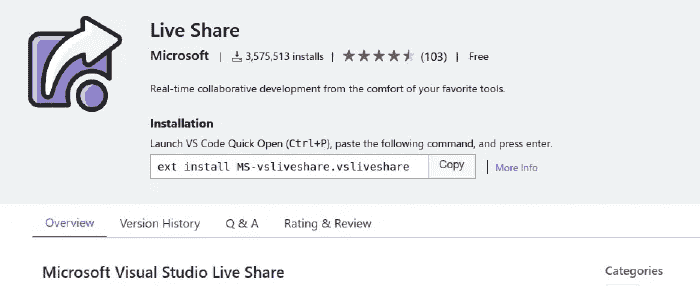 Live Share
Microsoft | 3,575,513 installs | (103) | Free
Real-time collaborative development from the comfort of your favorite tools.
Installation
Launch VS Code Quick Open (Ctrl+P), paste the following command, and press enter.
ext install MS-vsliveshare.vsliveshare Copy | More Info
Overview Version History Q & A Rating & Review
Microsoft Visual Studio Live Share Categories